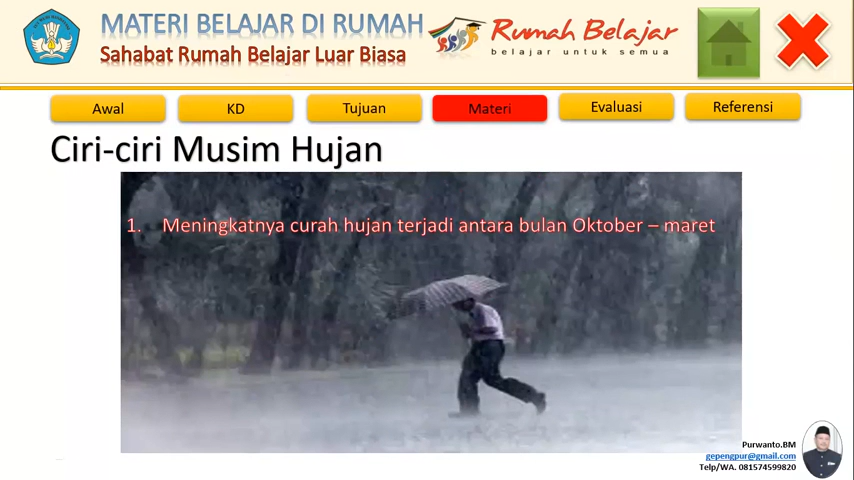 MATERI BELAJAR DI RUMAH
Sahabat Rumah Belajar Luar Biasa
Rumah Belajar
belajar untuk semua
Awal
KD
Tujuan
Materi
Evaluasi
Referensi
Ciri-ciri Musim Hujan
1. Meningkatnya curah hujan terjadi antara bulan Oktober – maret
Purwanto.BM
gepengpur@gmail.com
Telp/WA. 081574599820